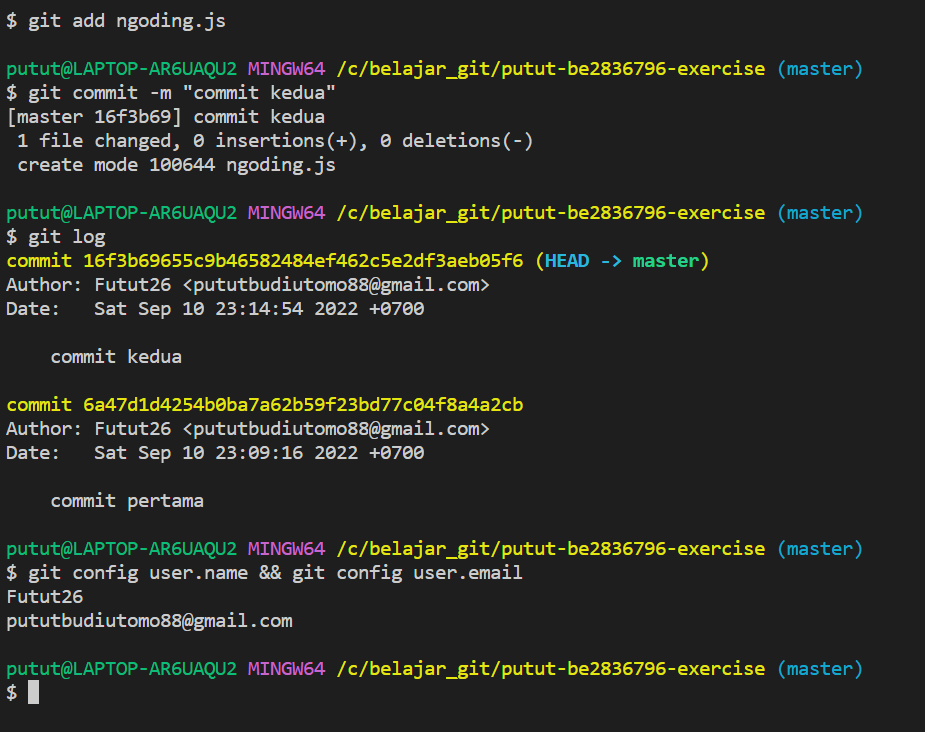 $ git add ngoding.js
putut@LAPTOP-AR6UAQU2 MINGW64 /c/belajar_git/putut-be2836796-exercise (master)
$ git commit -m "commit kedua"
[master 16f3b69] commit kedua
 1 file changed, 0 insertions(+), 0 deletions(-)
 create mode 100644 ngoding.js
putut@LAPTOP-AR6UAQU2 MINGW64 /c/belajar_git/putut-be2836796-exercise (master)
$ git log
commit 16f3b69655c9b46582484ef462c5e2df3aeb05f6 (HEAD -> master)
Author: Futut26 <pututbudiutomo88@gmail.com>
Date:   Sat Sep 10 23:14:54 2022 +0700
    commit kedua
commit 6a47d1d4254b0ba7a62b59f23bd77c04f8a4a2cb
Author: Futut26 <pututbudiutomo88@gmail.com>
Date:   Sat Sep 10 23:09:16 2022 +0700
    commit pertama
putut@LAPTOP-AR6UAQU2 MINGW64 /c/belajar_git/putut-be2836796-exercise (master)
$ git config user.name && git config user.email
Futut26
pututbudiutomo88@gmail.com
putut@LAPTOP-AR6UAQU2 MINGW64 /c/belajar_git/putut-be2836796-exercise (master)
$